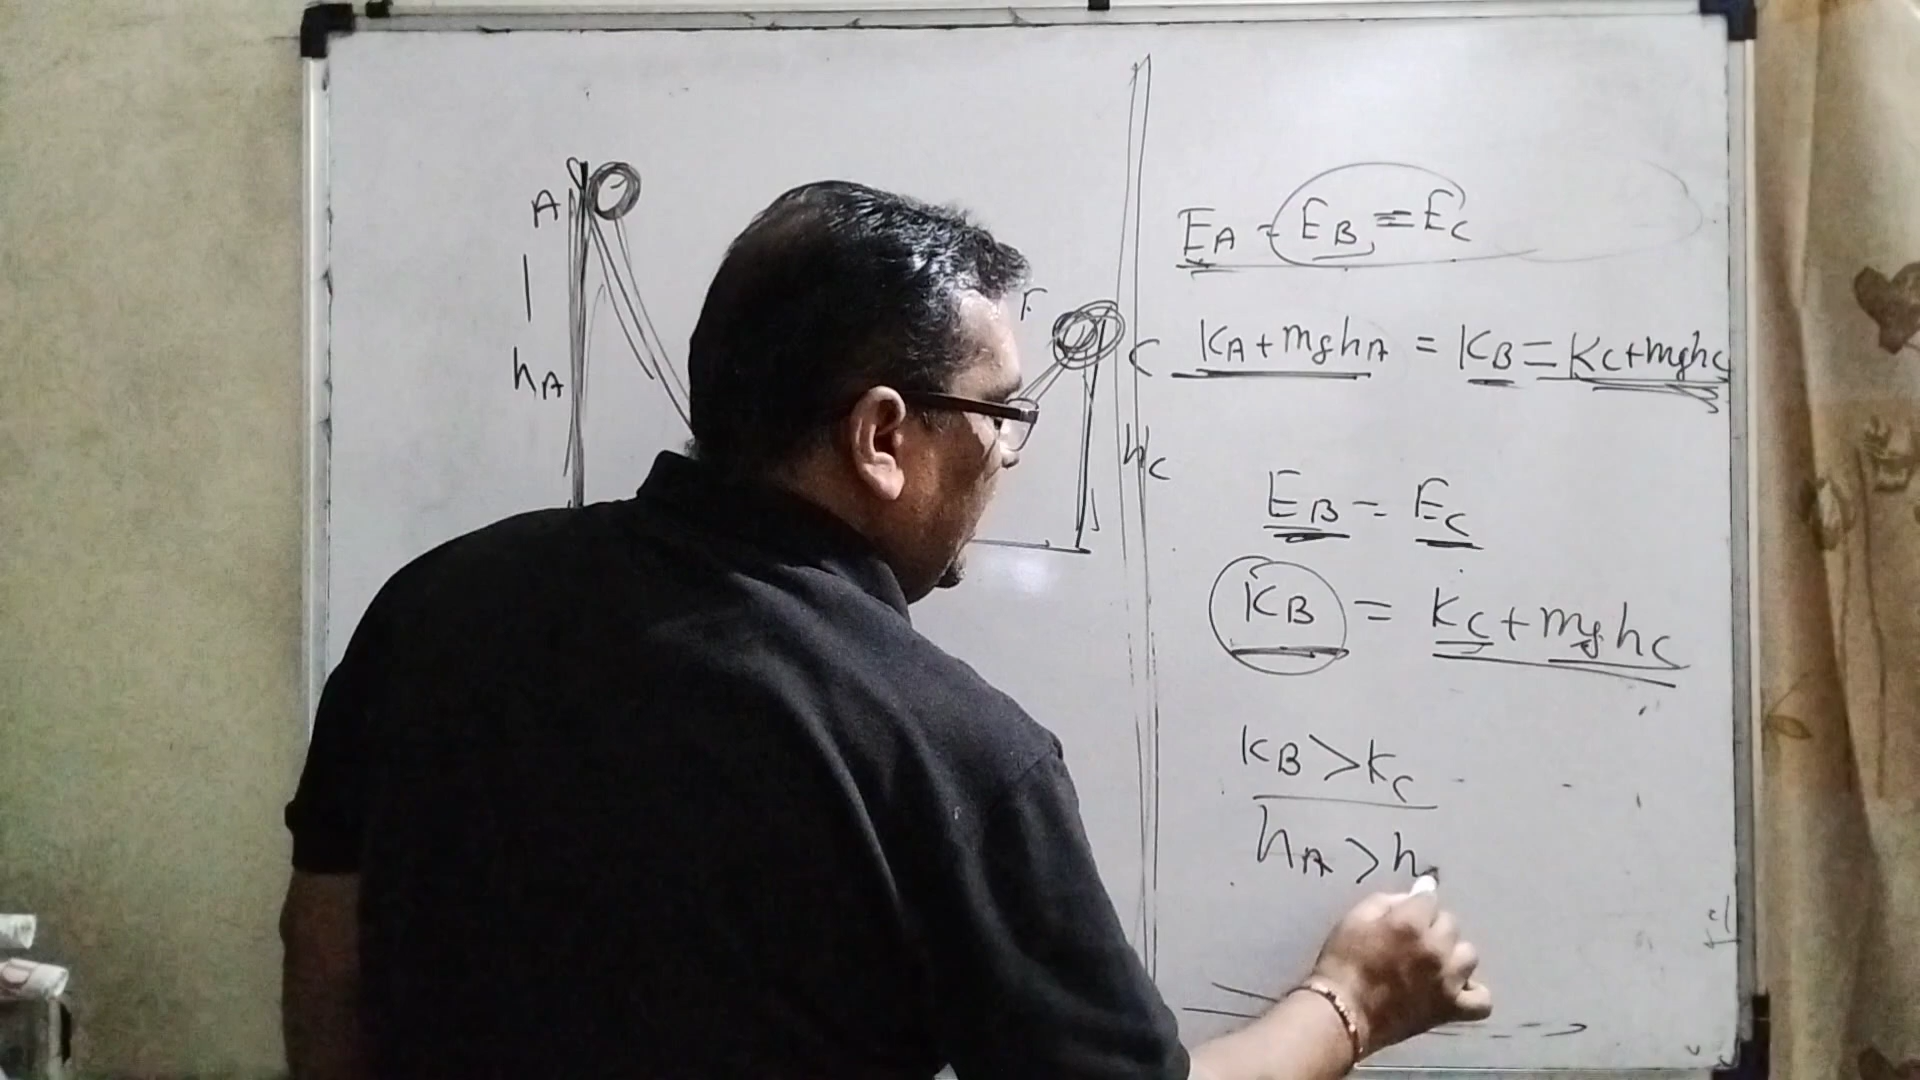 A
hA
F
C
hC
EA = EB = EC
KA + mghA = KB = KC + mghC
EB = EC
KB = KC + mghC
KB > KC
hA > h